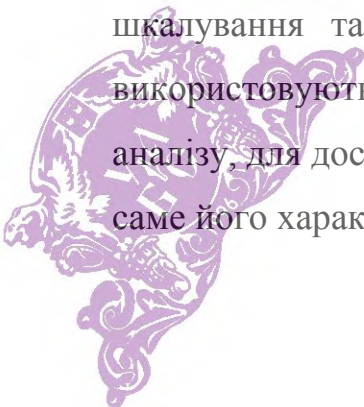 шкалування та
використовують
аналізу, для дос
саме його харак